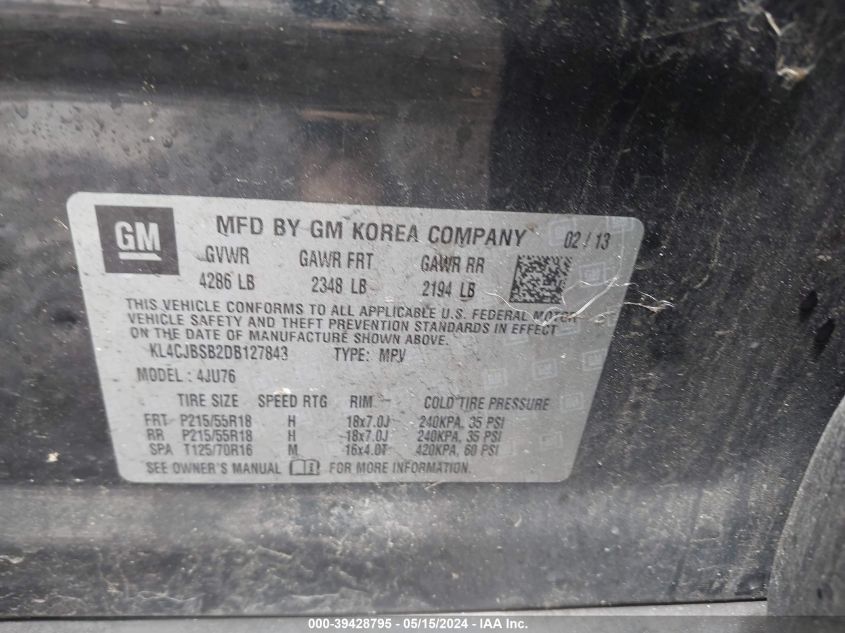 GM MFD BY GM KOREA COMPANY 02 / 13
GVWR GAWR FRT GAWR RR
4286 LB 2348 LB 2194 LB
THIS VEHICLE CONFORMS TO ALL APPLICABLE U.S. FEDERAL MOTOR
VEHICLE SAFETY AND THEFT PREVENTION STANDARDS IN EFFECT
ON THE DATE OF MANUFACTURE SHOWN ABOVE.
KL4CJBSB2DB127843 TYPE: MPV
MODEL : 4JU76
TIRE SIZE SPEED RTG RIM COLD TIRE PRESSURE
FRT P215/55R18 H 18x7.0J 240KPA, 35 PSI
RR P215/55R18 H 18x7.0J 240KPA, 35 PSI
SPA T125/70R16 M 16x4.0T 420KPA, 60 PSI
SEE OWNER'S MANUAL FOR MORE INFORMATION.
000-39428795 - 05/15/2024 - IAA, Inc.